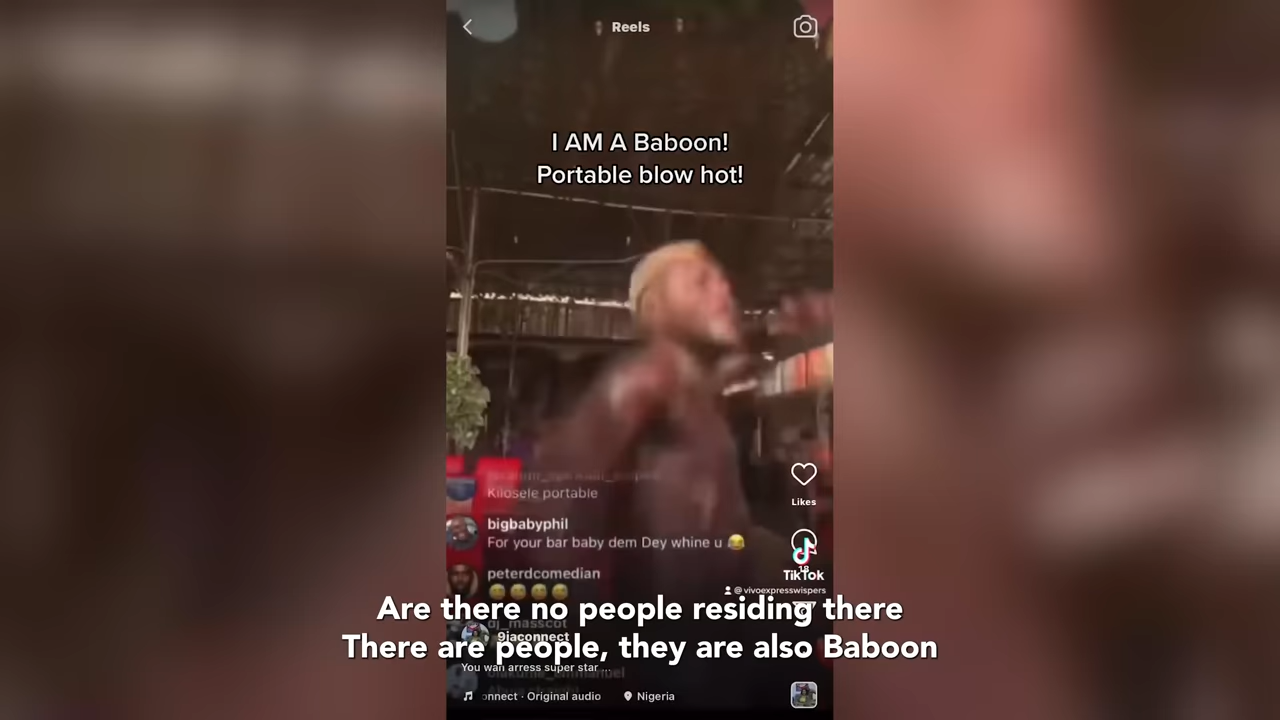 Reels
I AM A Baboon!
Portable blow hot!
Kilosele portable
bigbabyphil
For your bar baby dem Dey whine u 😂
Likes
peterdcomedian
😅😅😅😅
18
TikTok
@vivoexpresswispers
Are there no people residing there
dj_masscot
9jaconnect
There are people, they are also Baboon
You wan arress super star ...
onnect · Original audio
Nigeria